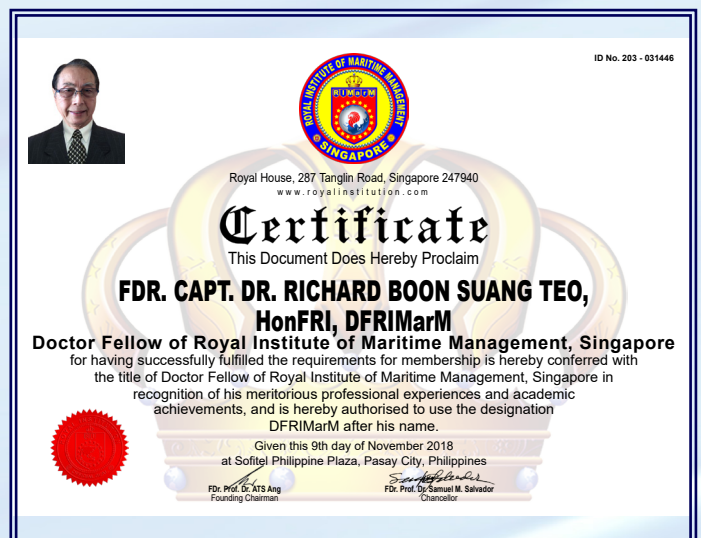 ID No. 203 - 031446
ROYAL INSTITUTE OF MARITIME MANAGEMENT
RIMarM
SINGAPORE
Royal House, 287 Tanglin Road, Singapore 247940
www.royalinstitution.com
Certificate
This Document Does Hereby Proclaim
FDR. CAPT. DR. RICHARD BOON SUANG TEO,
HonFRI, DFRIMarM
Doctor Fellow of Royal Institute of Maritime Management, Singapore
for having successfully fulfilled the requirements for membership is hereby conferred with
the title of Doctor Fellow of Royal Institute of Maritime Management, Singapore in
recognition of his meritorious professional experiences and academic
achievements, and is hereby authorised to use the designation
DFRIMarM after his name.
Given this 9th day of November 2018
at Sofitel Philippine Plaza, Pasay City, Philippines
FDr. Prof. Dr. ATS Ang
Founding Chairman
FDr. Prof. Dr. Samuel M. Salvador
Chancellor